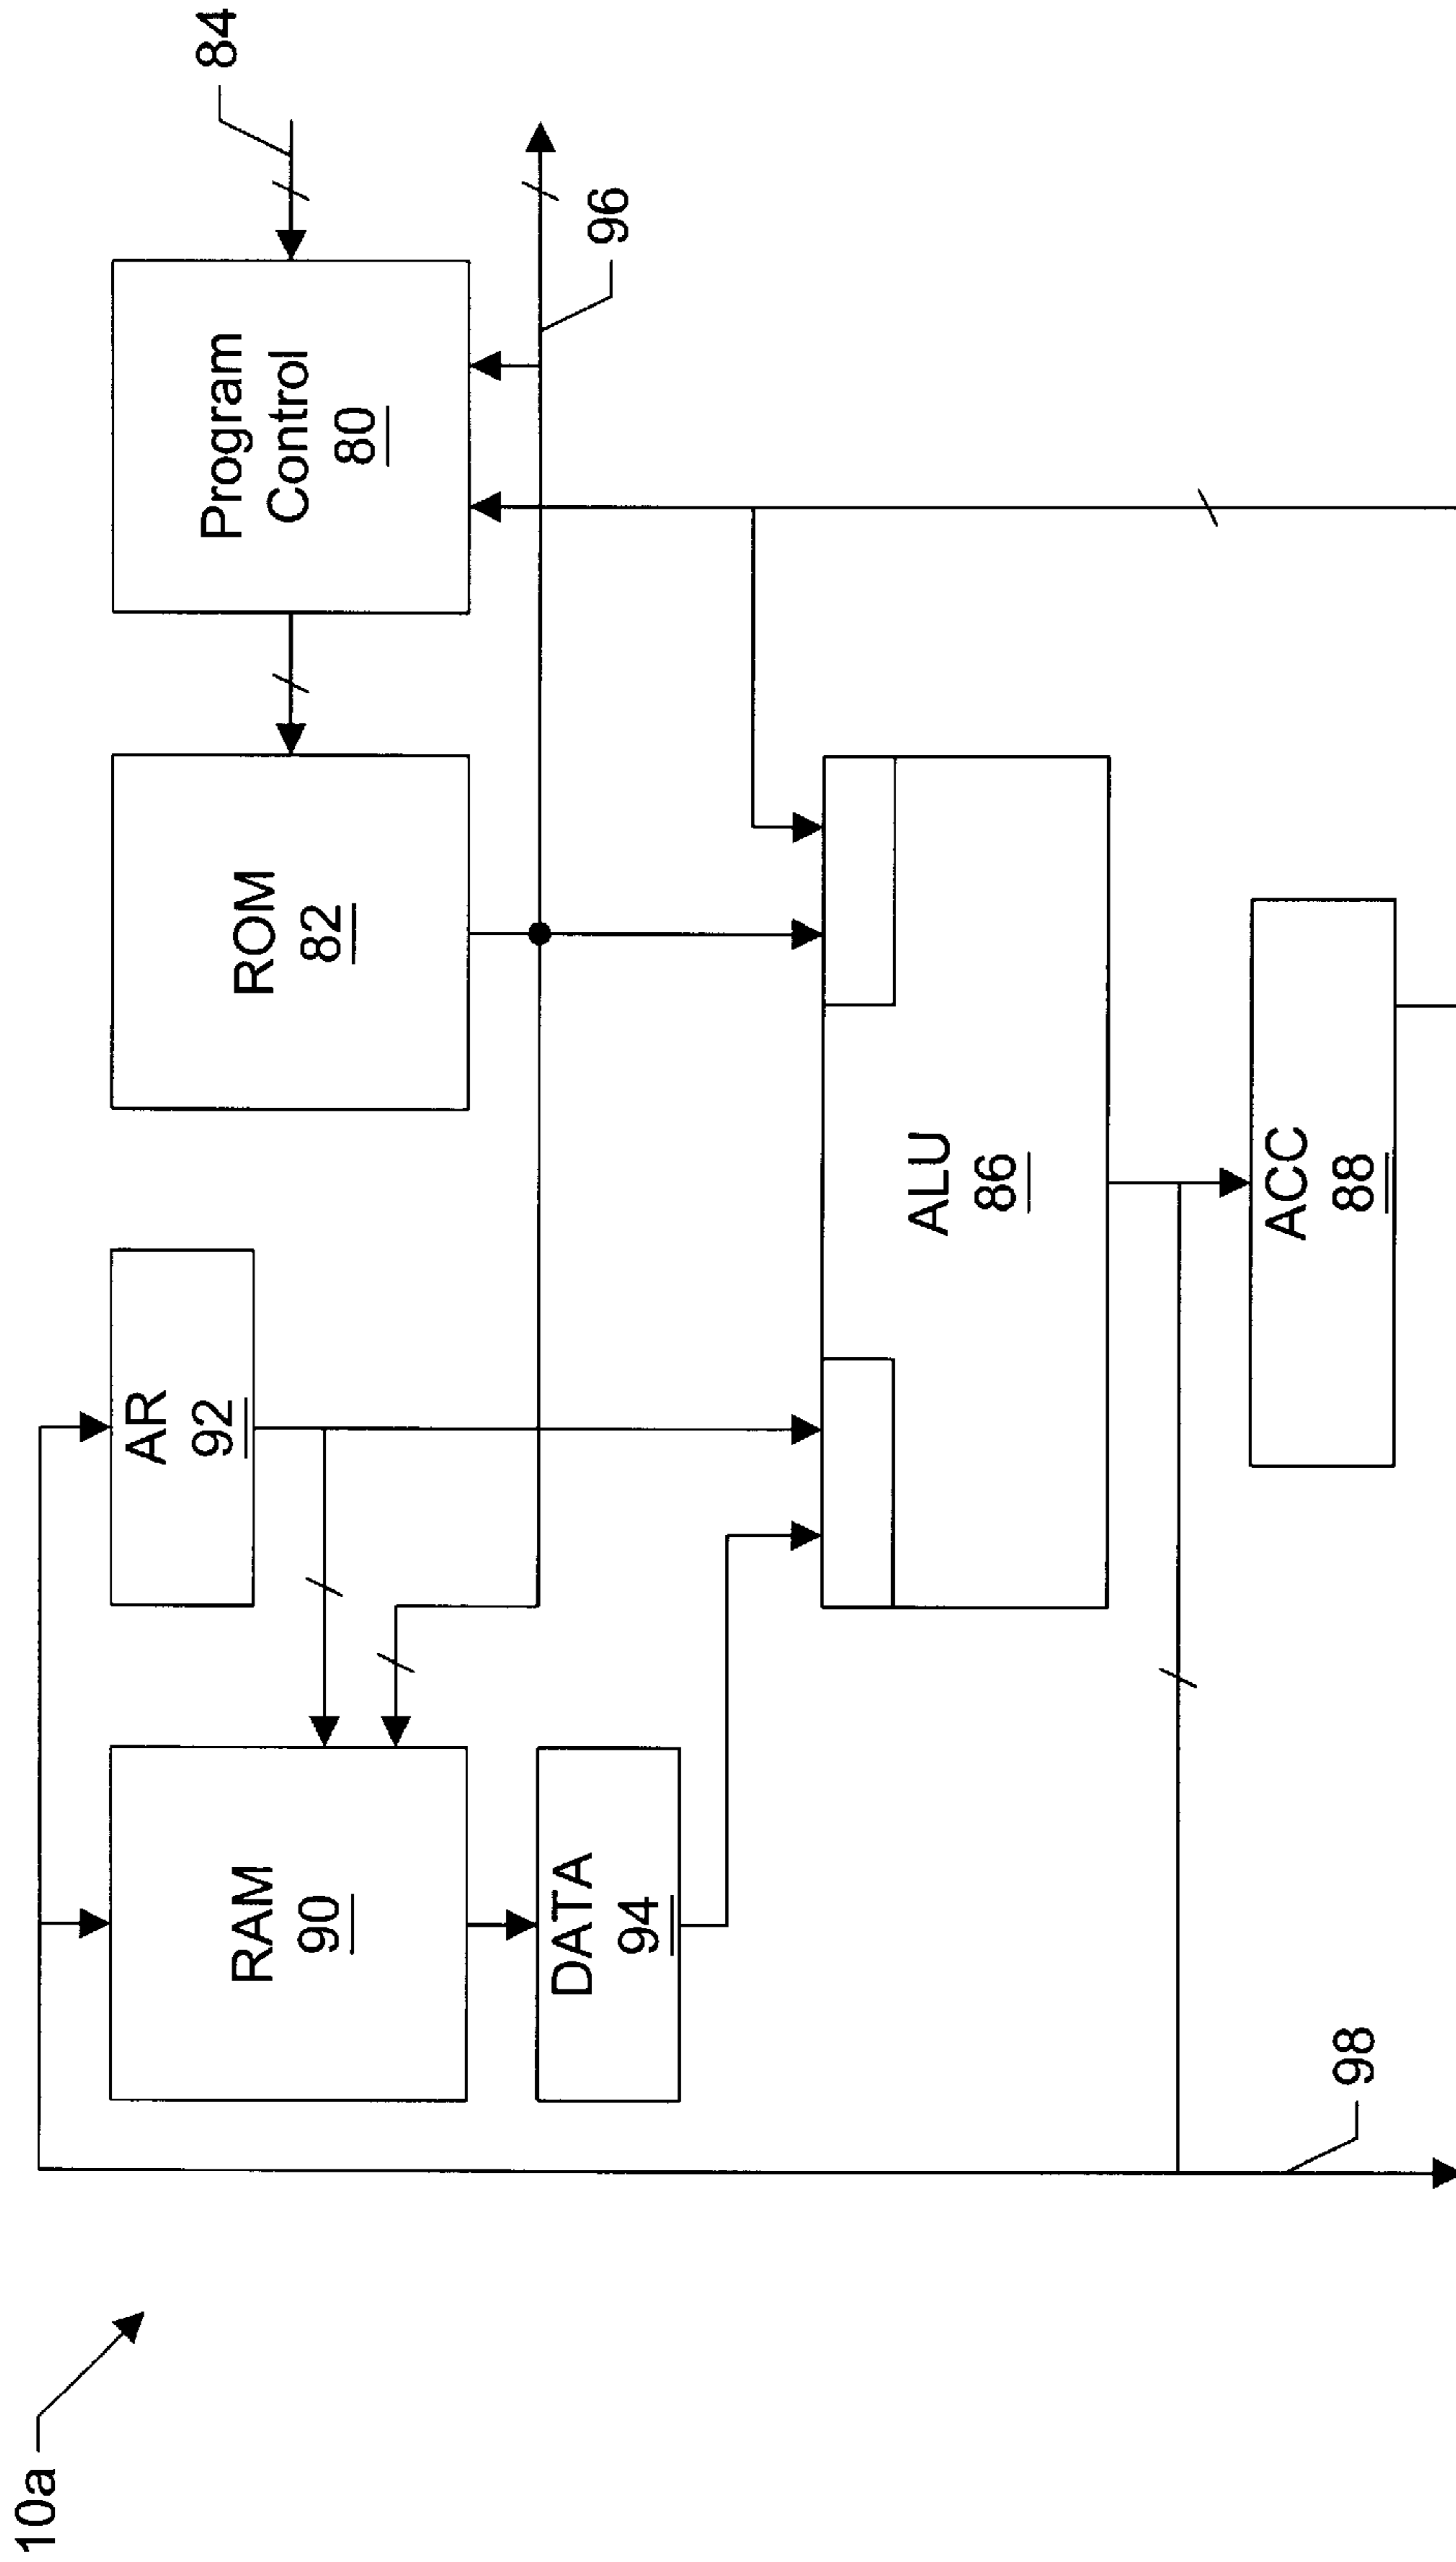 10a
RAM
90
AR
92
ROM
82
Program
Control
80
84
DATA
94
96
ALU
86
98
ACC
88